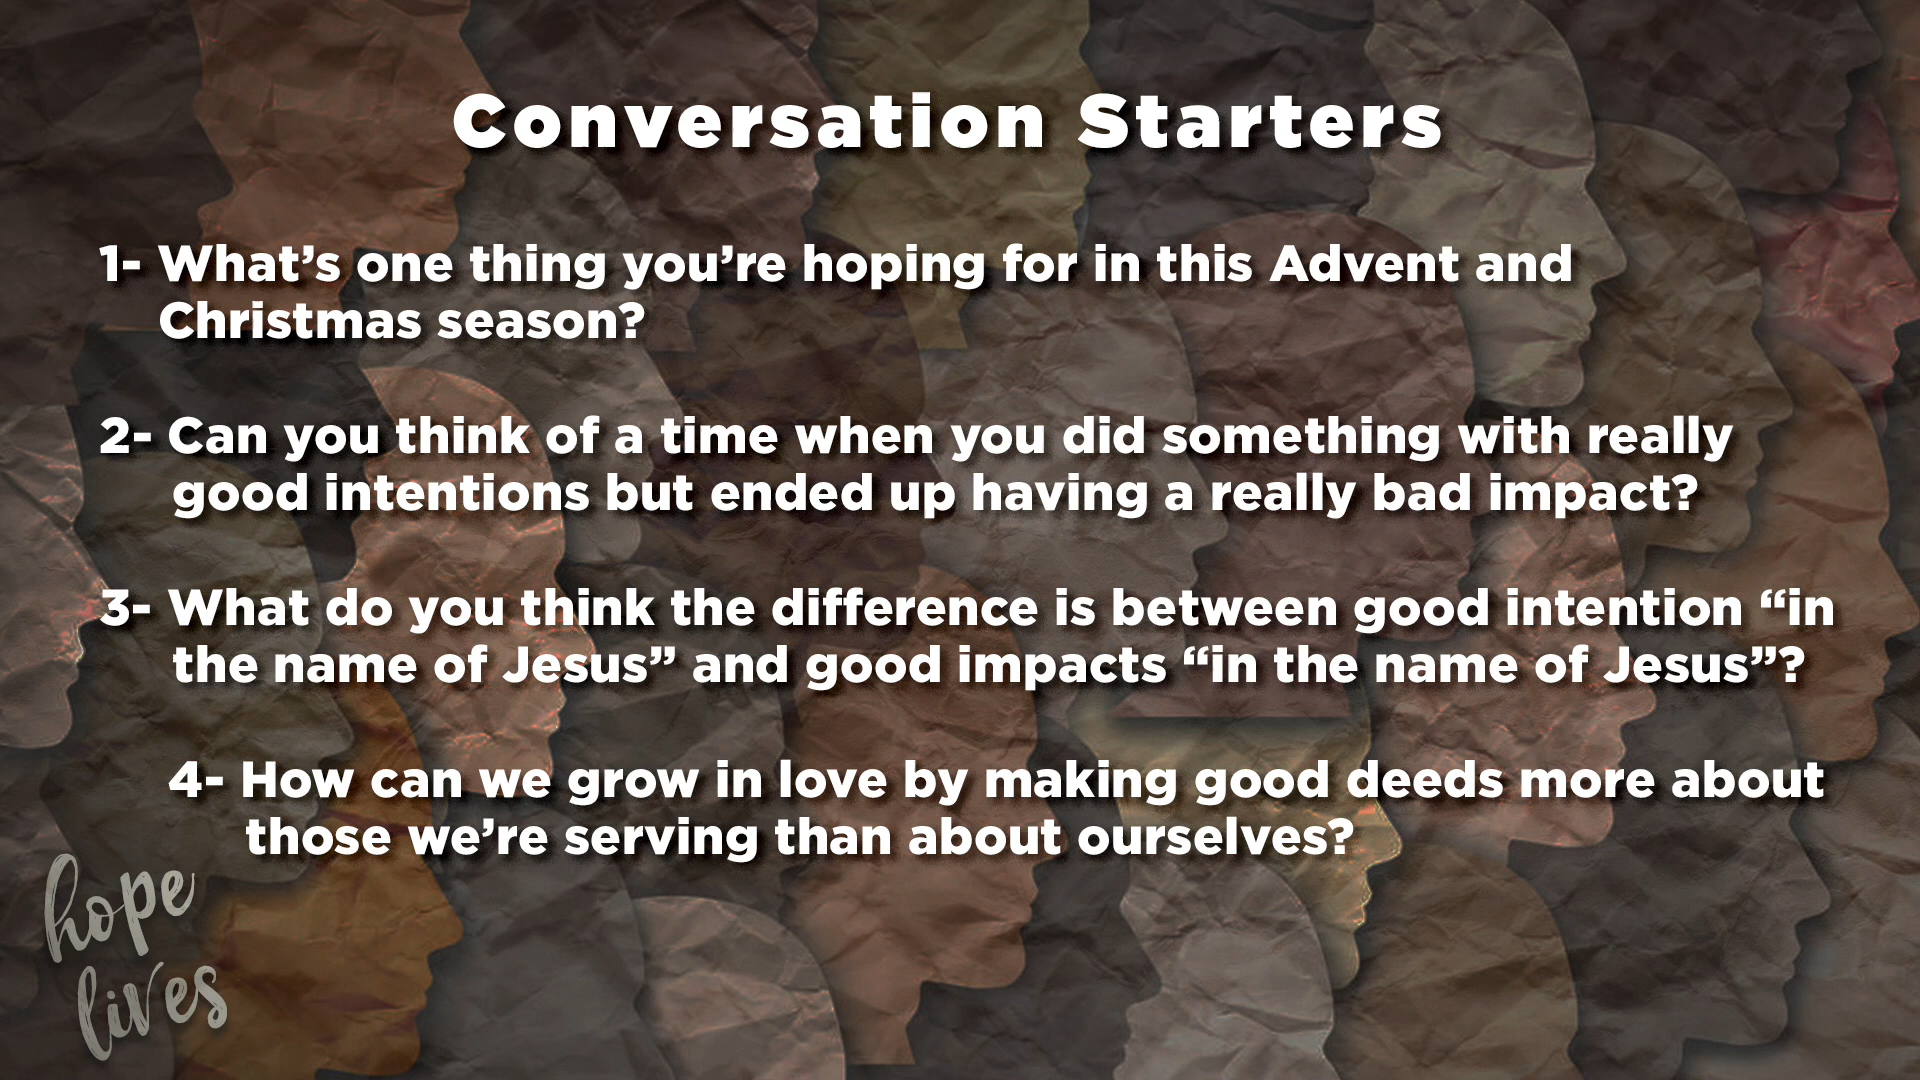 Conversation Starters
1- What’s one thing you’re hoping for in this Advent and
Christmas season?
2- Can you think of a time when you did something with really
good intentions but ended up having a really bad impact?
3- What do you think the difference is between good intention “in
the name of Jesus” and good impacts “in the name of Jesus”?
4- How can we grow in love by making good deeds more about
those we’re serving than about ourselves?
hope
lives